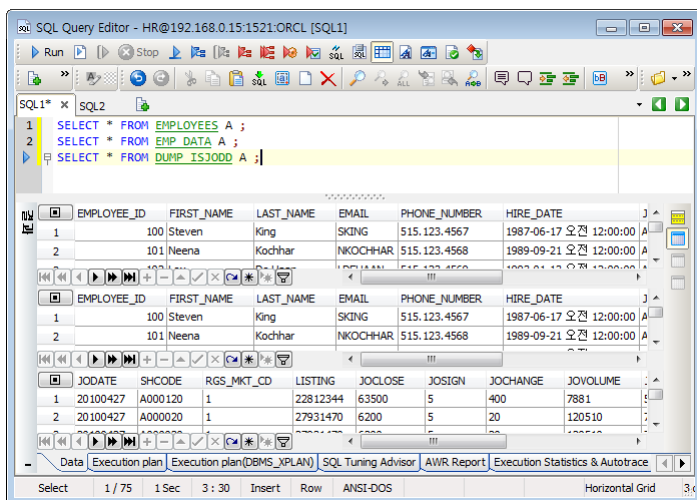 SQL Query Editor - HR@192.168.0.15:1521:ORCL [SQL1]
Run Stop
SQL1* x SQL2
1 SELECT * FROM EMPLOYEES A ;
2 SELECT * FROM EMP_DATA A ;
SELECT * FROM DUMP_ISJODD A ;
EMPLOYEE_ID FIRST_NAME LAST_NAME EMAIL PHONE_NUMBER HIRE_DATE J
1 100 Steven King SKING 515.123.4567 1987-06-17 오전 12:00:00 A
2 101 Neena Kochhar NKOCHHAR 515.123.4568 1989-09-21 오전 12:00:00 A
EMPLOYEE_ID FIRST_NAME LAST_NAME EMAIL PHONE_NUMBER HIRE_DATE J
1 100 Steven King SKING 515.123.4567 1987-06-17 오전 12:00:00 A
2 101 Neena Kochhar NKOCHHAR 515.123.4568 1989-09-21 오전 12:00:00 A
JODATE SHCODE RGS_MKT_CD LISTING JOCLOSE JOSIGN JOCHANGE JOVOLUME J
1 20100427 A000120 1 22812344 63500 5 400 7881
2 20100427 A000020 1 27931470 6200 5 20 120510
Data Execution plan Execution plan(DBMS_XPLAN) SQL Tuning Advisor AWR Report Execution Statistics & Autotrace
Select 1 / 75 1 Sec 3 : 30 Insert Row ANSI-DOS Horizontal Grid